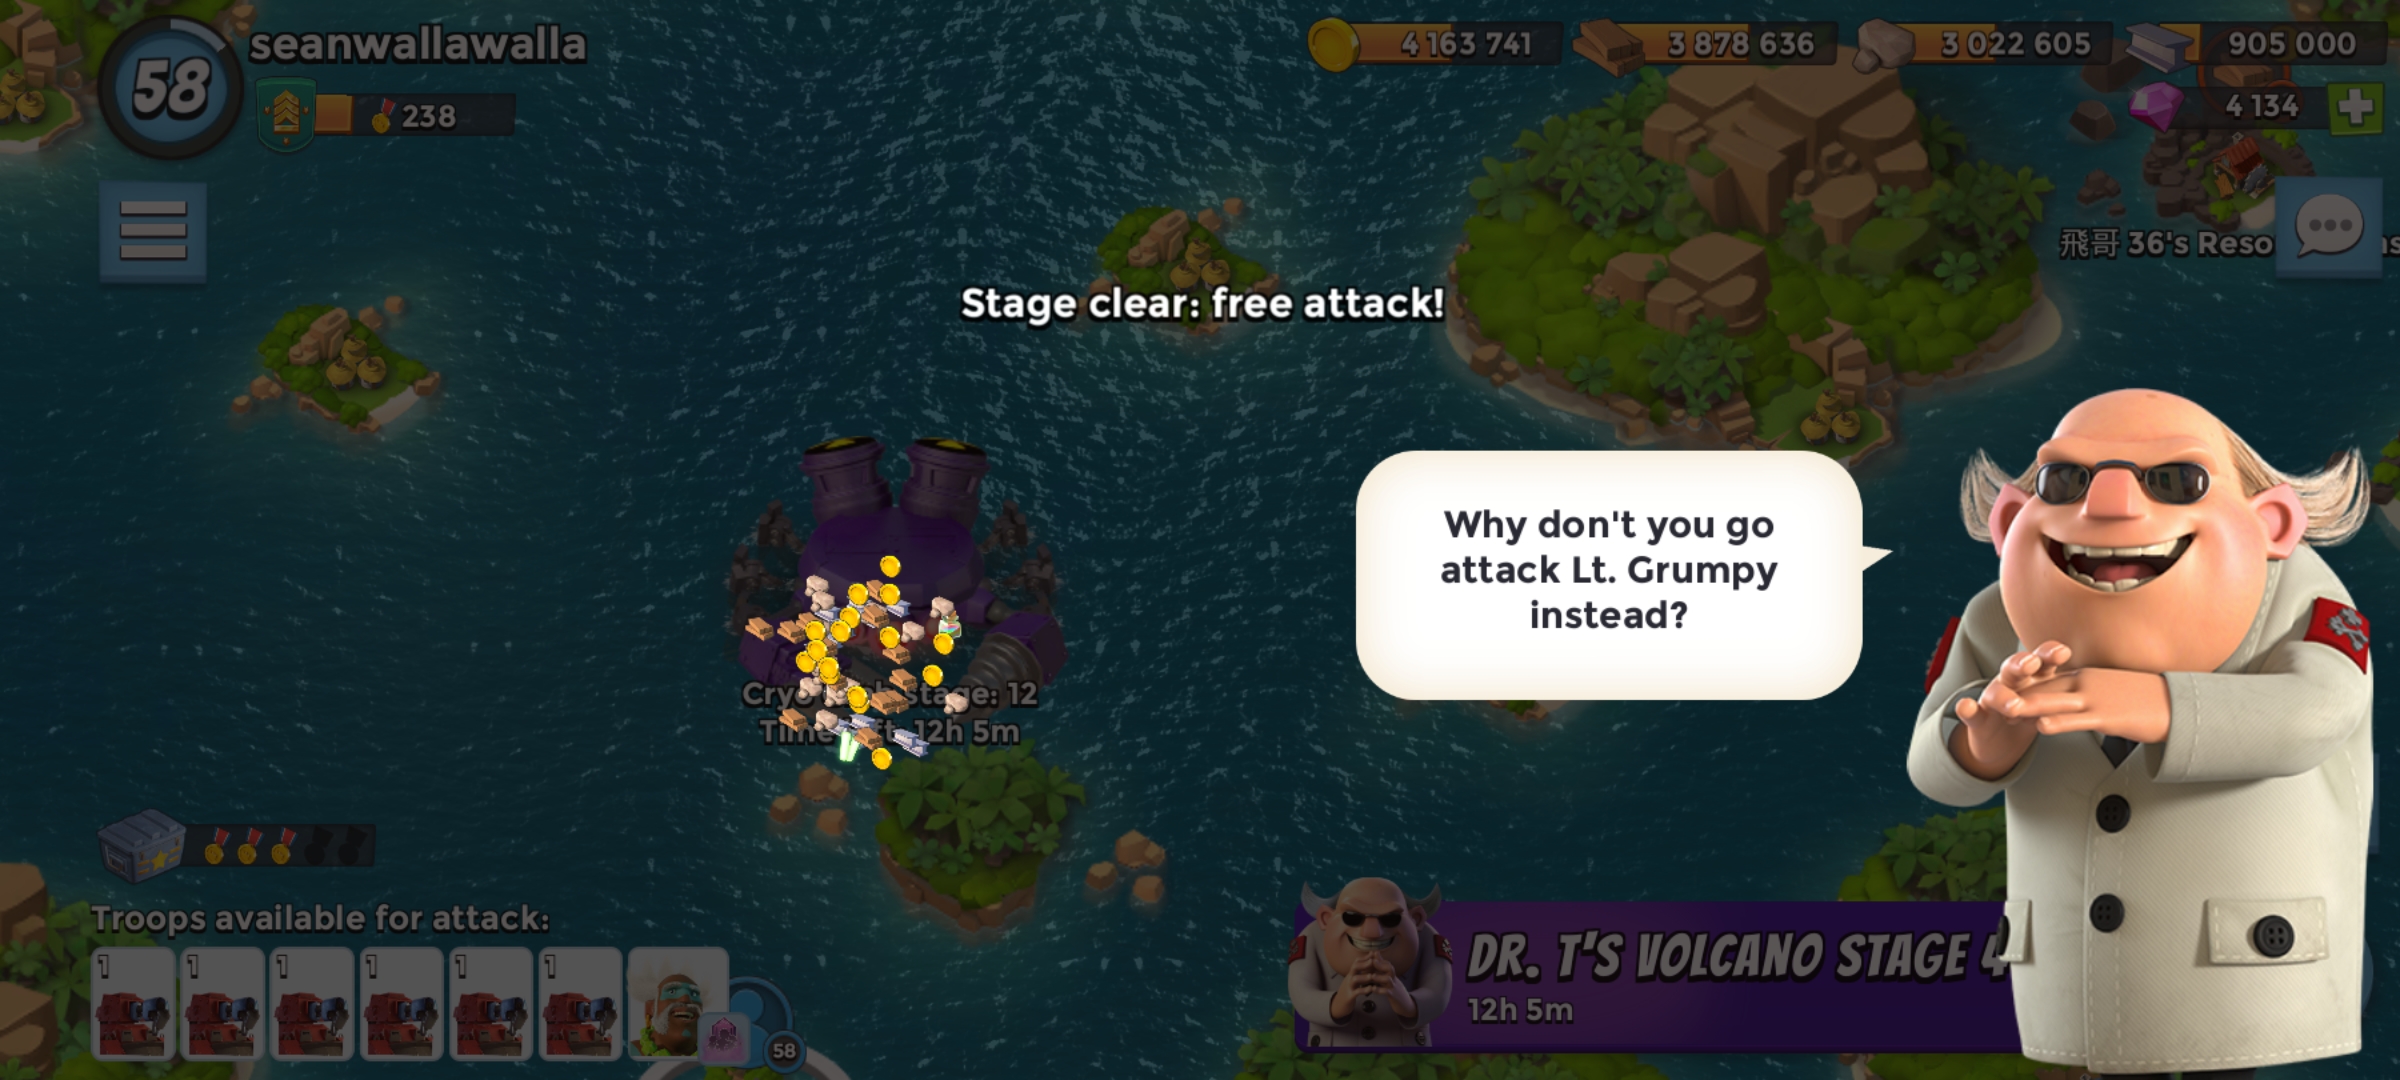 58
seanwallawalla
238
4 163 741
3 878 636
3 022 605
905 000
4 134
飛哥 36's Reso
Stage clear: free attack!
Why don't you go
attack Lt. Grumpy
instead?
stage: 12
12h 5m
Troops available for attack:
1 1 1 1 1 1
58
DR. T'S VOLCANO STAGE 4
12h 5m